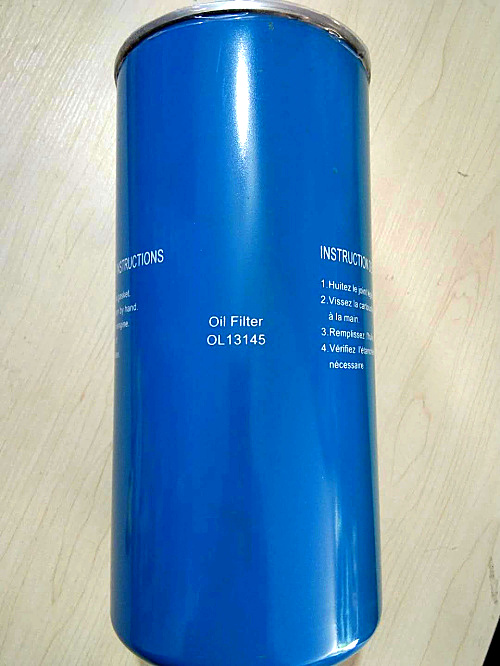 INSTRUCTIONS
by hand.
Oil Filter
OL13145
INSTRUCTION
1.Huitez le joint
2.Vissez la
à la main.
3.Remplissez
4.Vérifiez
nécessaire